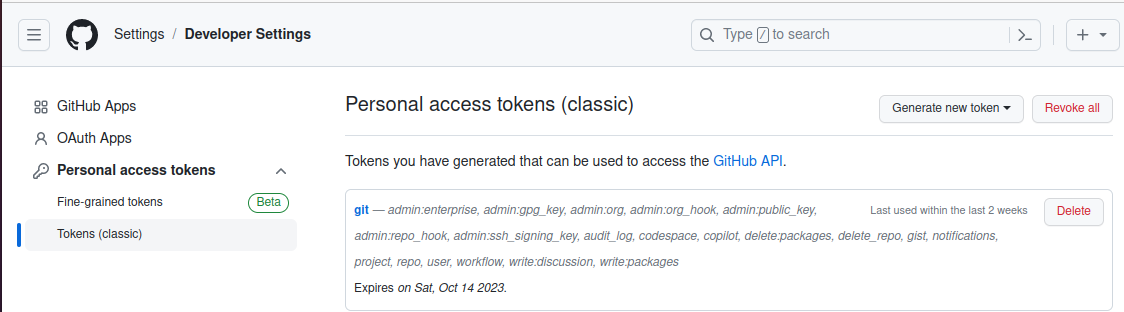 Settings / Developer Settings
Type / to search
GitHub Apps
OAuth Apps
Personal access tokens
Fine-grained tokens Beta
Tokens (classic)
Personal access tokens (classic)
Generate new token
Revoke all
Tokens you have generated that can be used to access the GitHub API.
git — admin:enterprise, admin:gpg_key, admin:org, admin:org_hook, admin:public_key,
admin:repo_hook, admin:ssh_signing_key, audit_log, codespace, copilot, delete:packages, delete_repo, gist, notifications,
project, repo, user, workflow, write:discussion, write:packages
Last used within the last 2 weeks
Delete
Expires on Sat, Oct 14 2023.